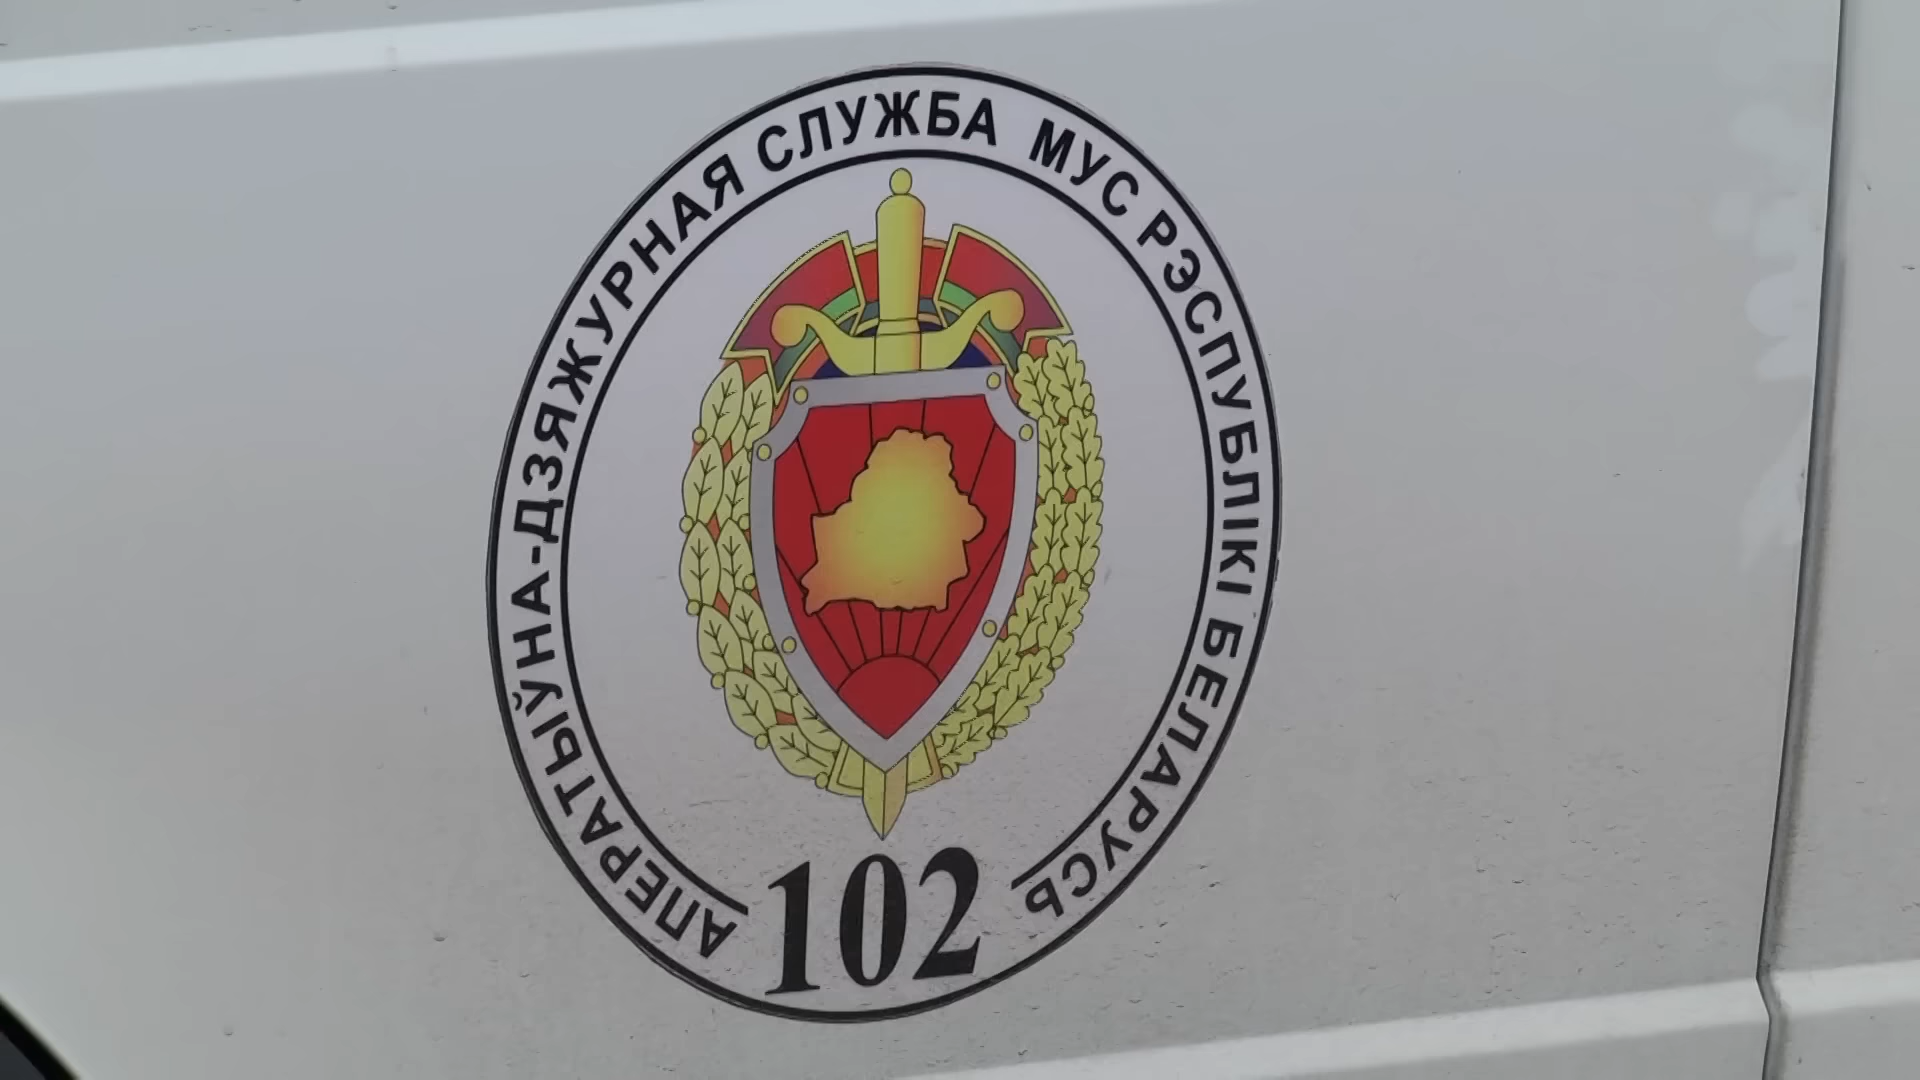 АПЕРАТЫЎНА-ДЗЯЖУРНАЯ СЛУЖБА МУС РЭСПУБЛІКІ БЕЛАРУСЬ
102